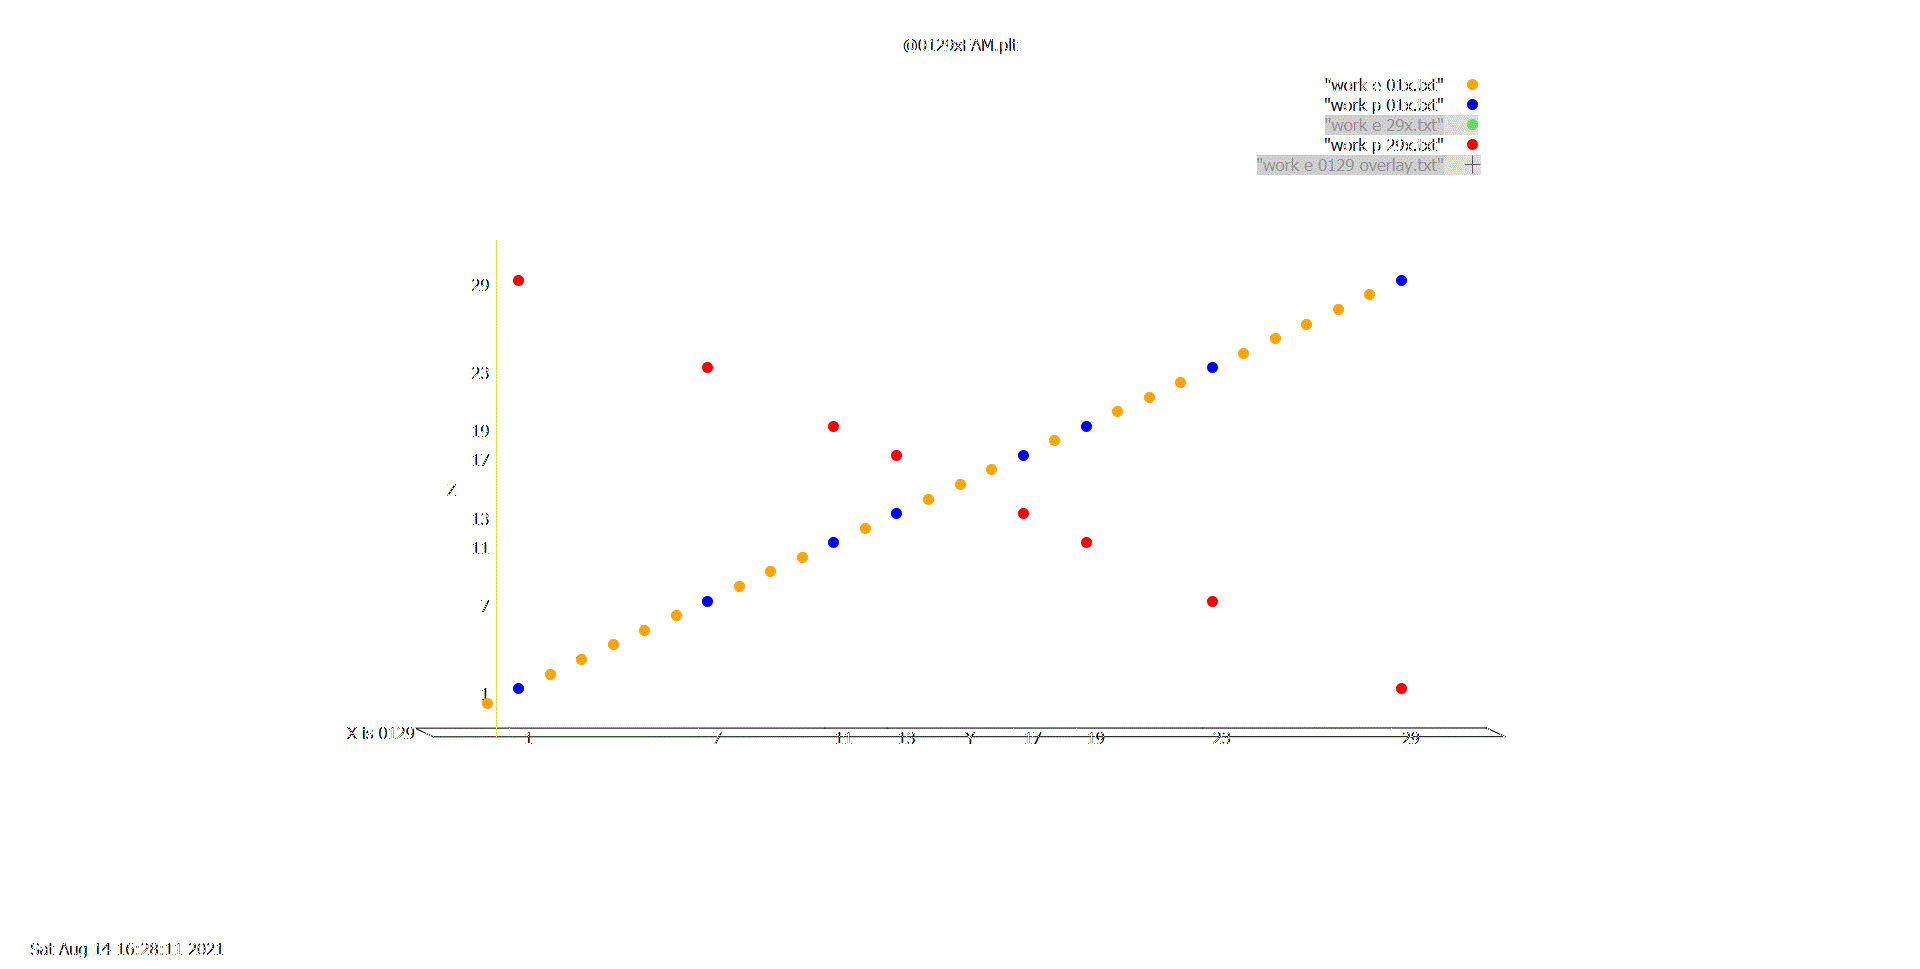 @0129xFAM.plt
"work e 01x.txt"
"work p 01x.txt"
"work e 29x.txt"
"work p 29x.txt"
"work e 0129 overlay.txt"
29
23
19
17
Z
13
11
7
1
X is 0129
1 7 11 13 Y 17 19 23 29
Sat Aug 14 16:28:11 2021